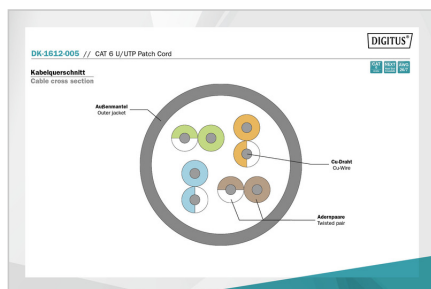 DIGITUS®
DK-1612-005 // CAT 6 U/UTP Patch Cord
Kabelquerschnitt
Cable cross section
Außenmantel
Outer jacket
Cu-Draht
Cu-Wire
Adernpaare
Twisted pair